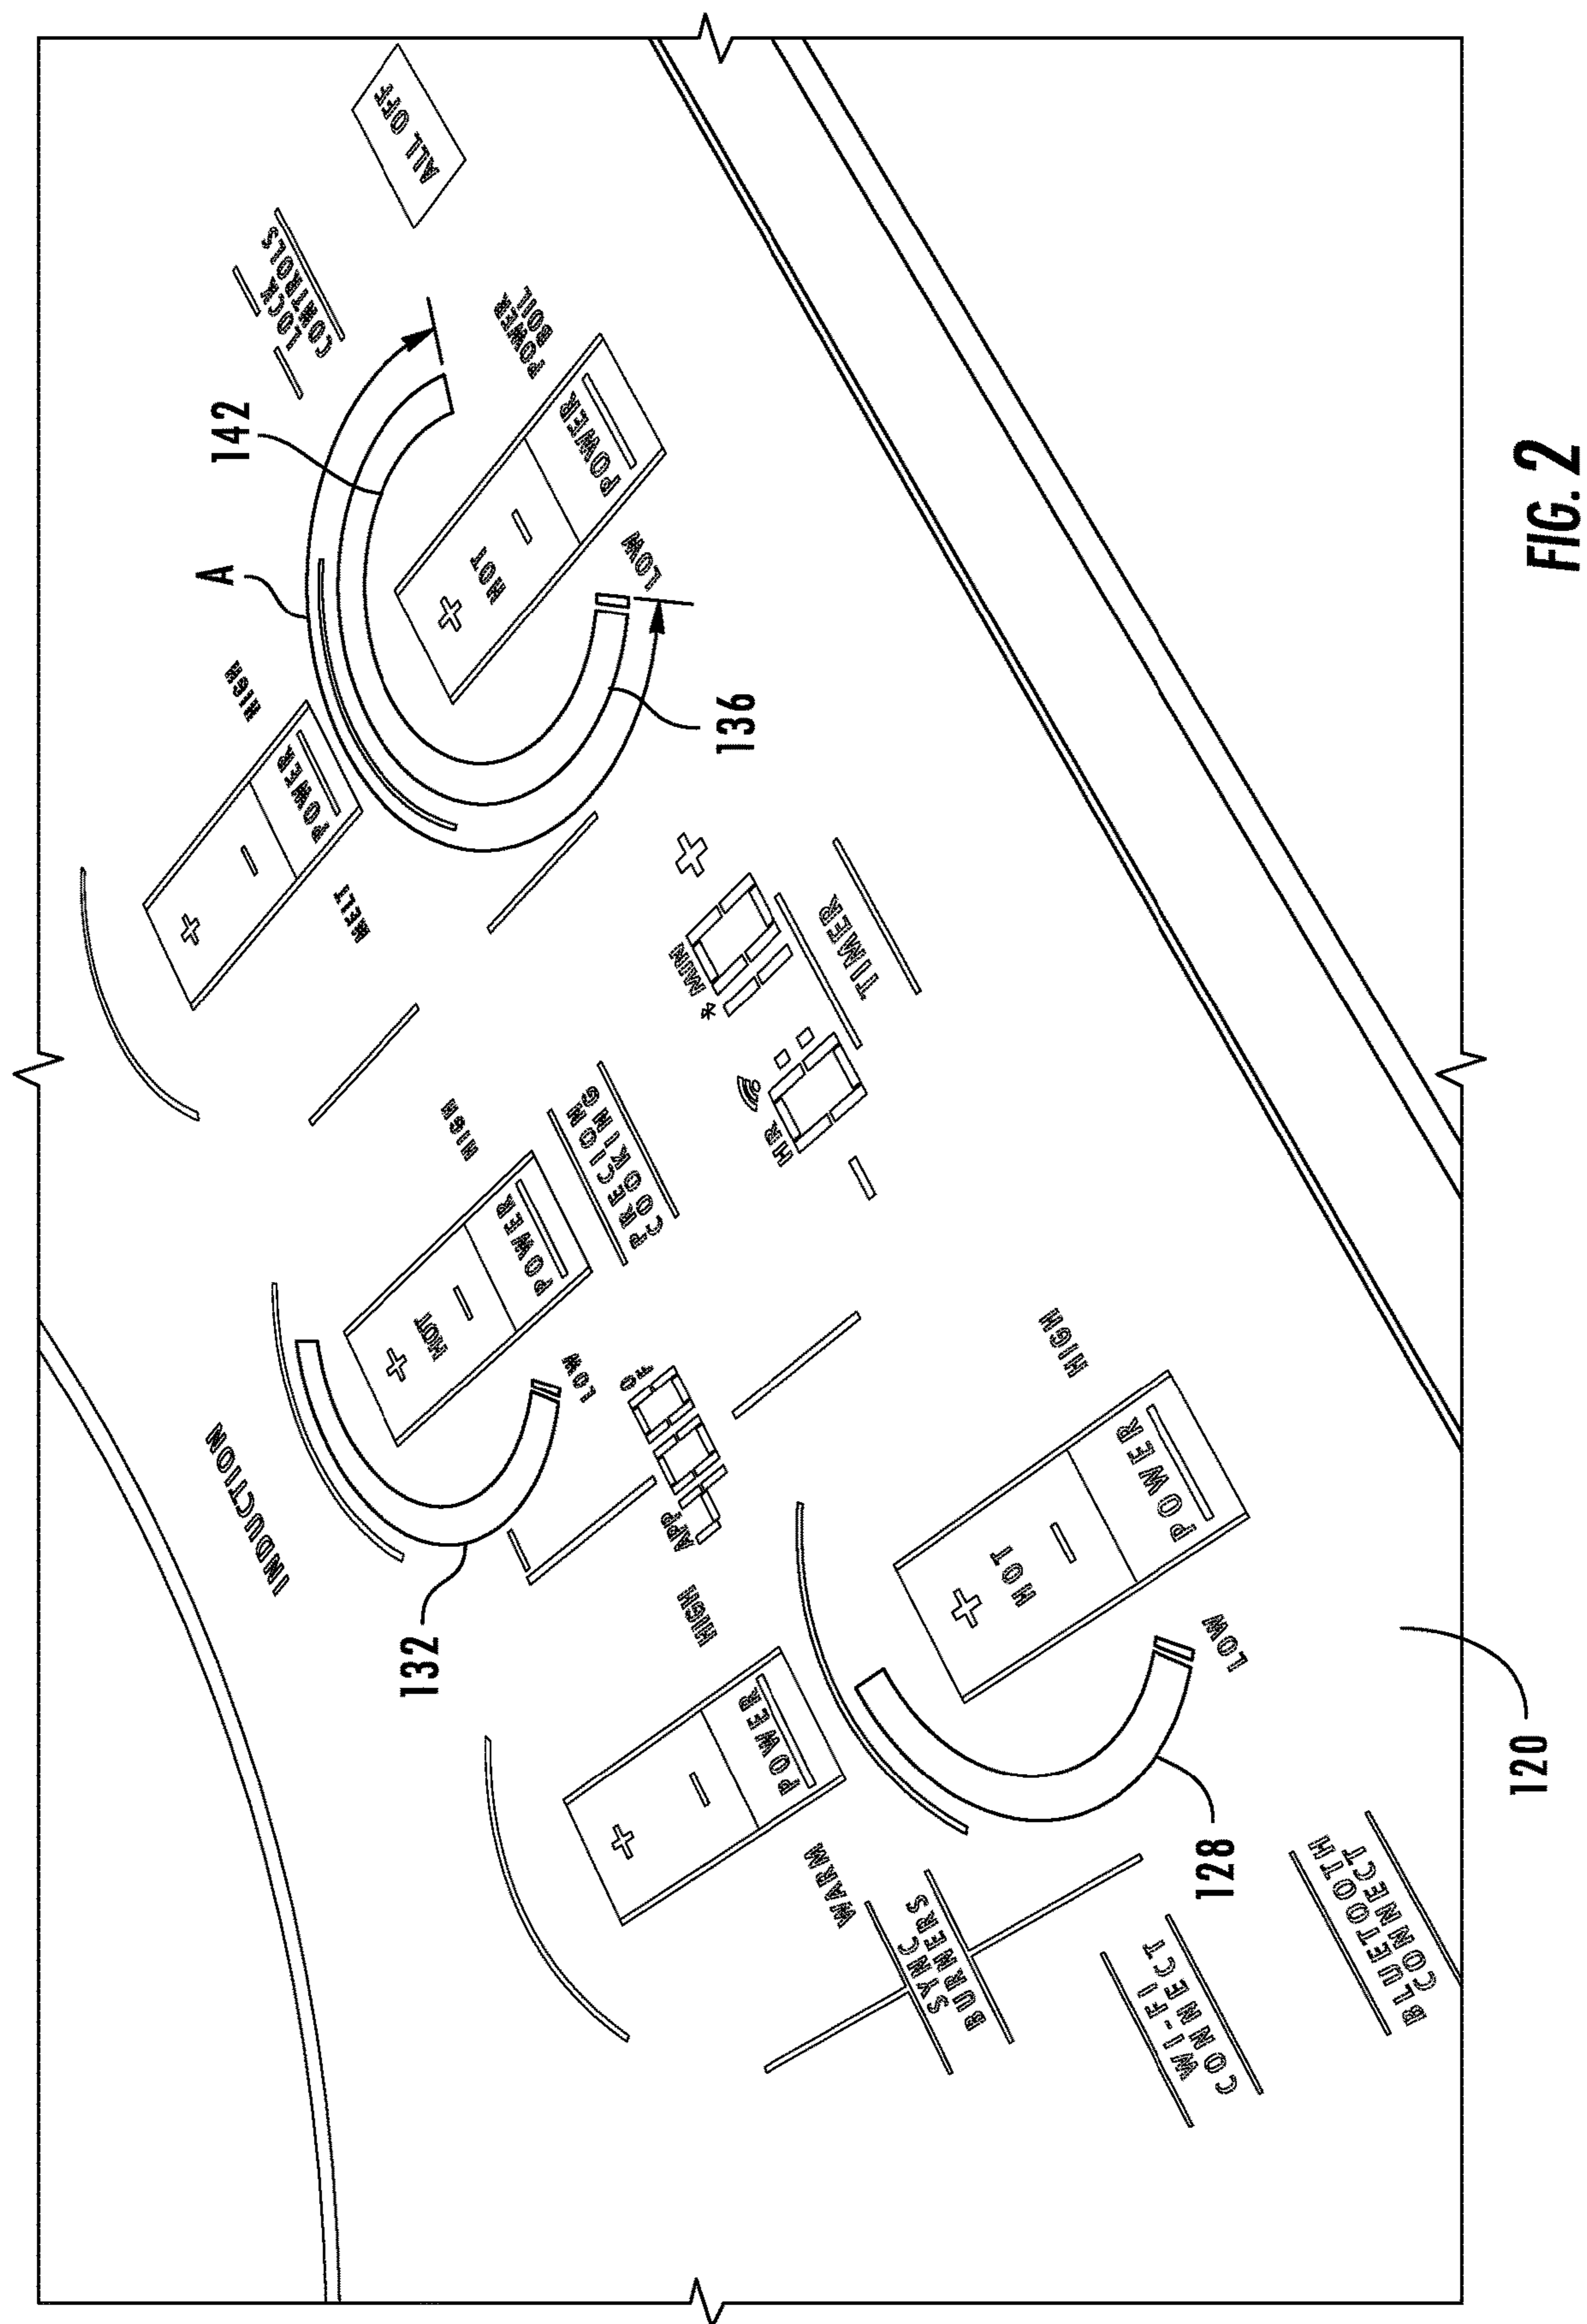 INDUCTION
132
WARM
+
−
POWER
HIGH
SYNC
BURNERS
WI-FI
CONNECT
BLUETOOTH
CONNECT
128
LOW
+
HOT
−
POWER
HIGH
120
+
HOT
−
POWER
LOW
HIGH
APP
°F
PRECISION
COOKING
MELT
+
−
POWER
HIGH
HR
MIN
−
+
TIMER
A
142
136
LOW
+
HOT
−
POWER
POWER
BOIL
LOCK
CONTROLS
ALL OFF
FIG. 2